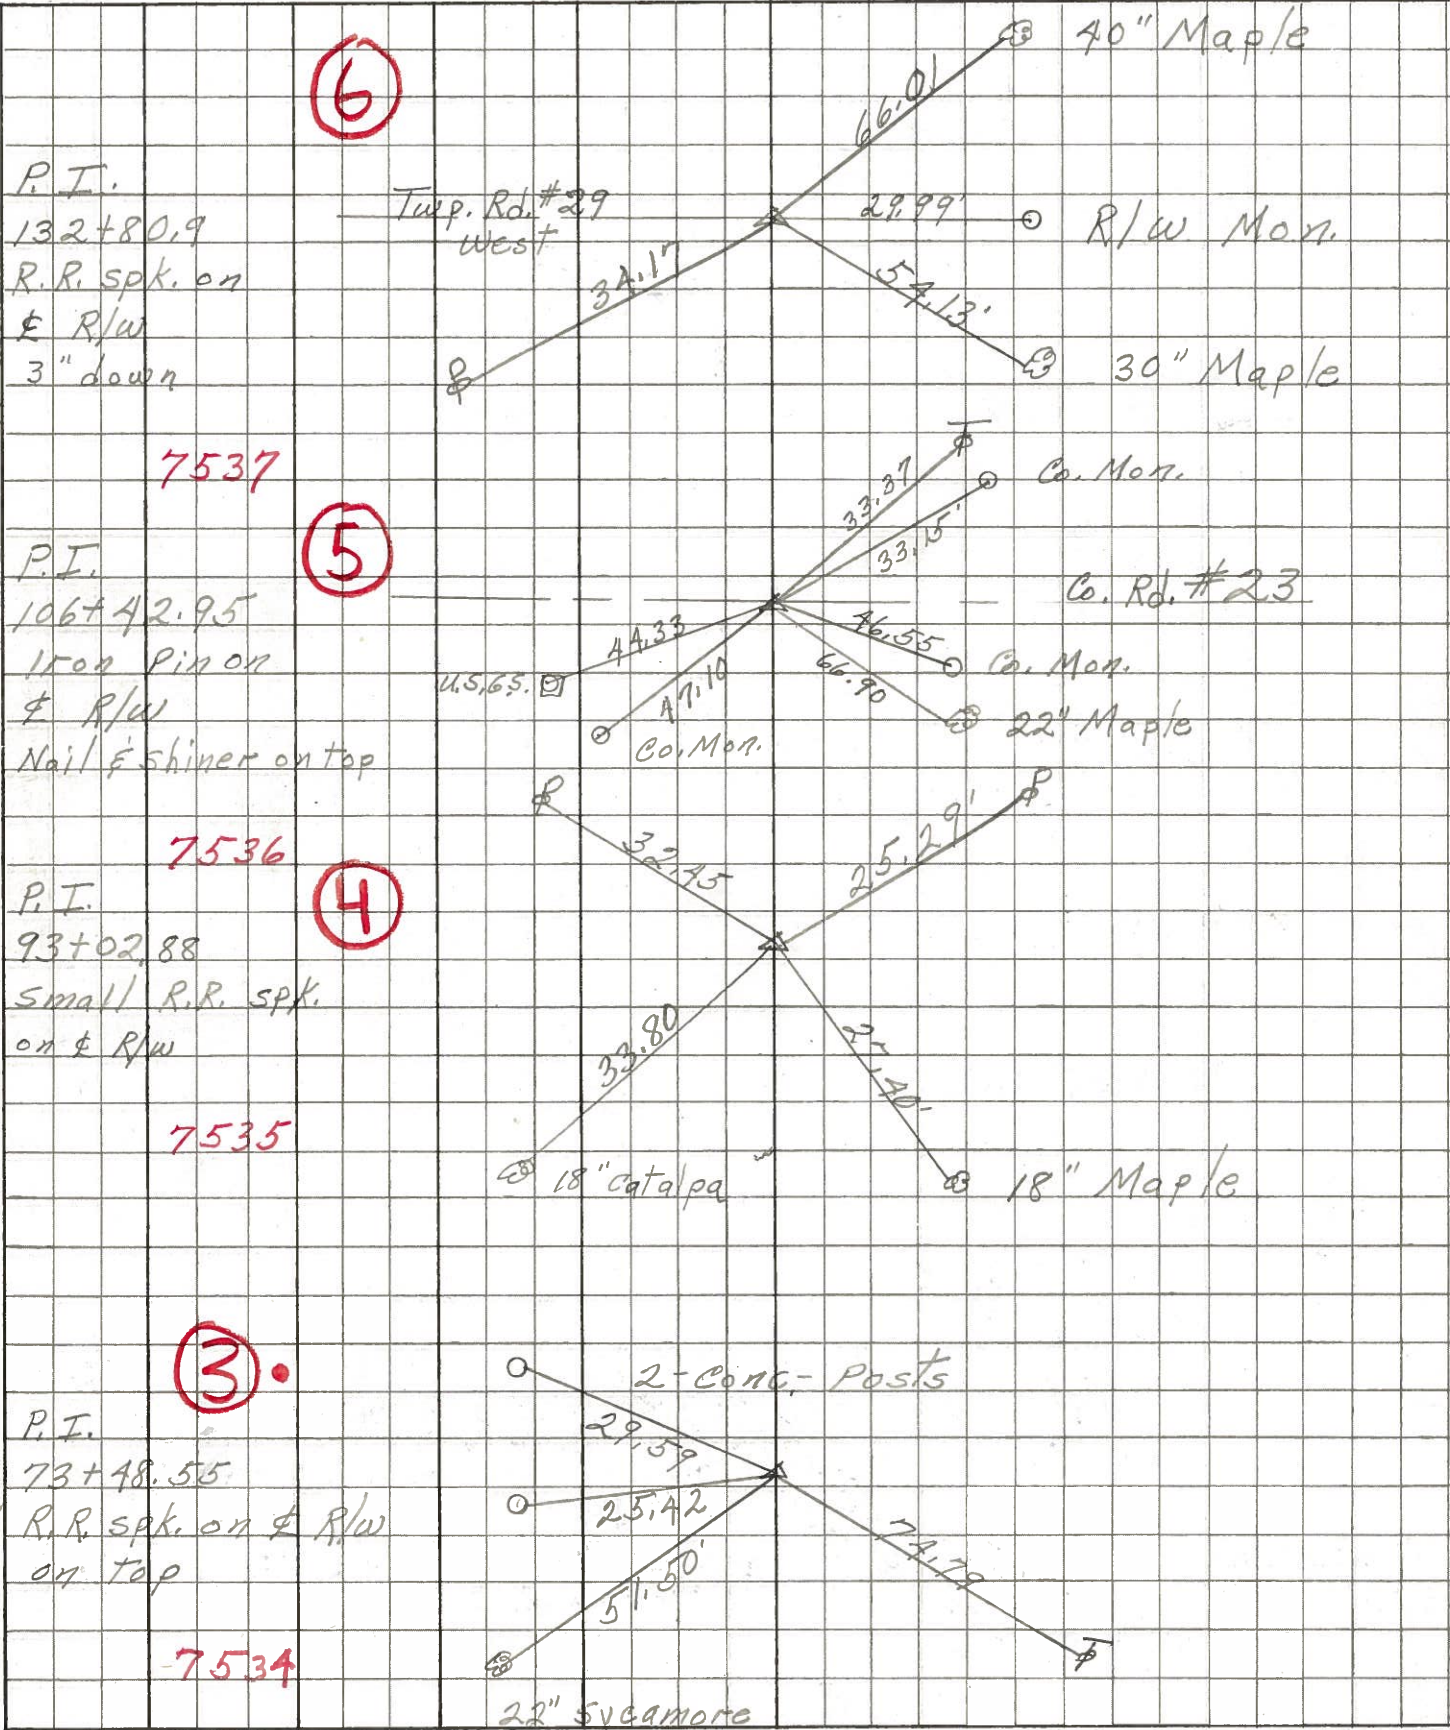 6
40" Maple
66.01
P.I.
132+80.9
R.R. spk. on
℄ R/W
3" down
Twp. Rd. #29
West
29.99'
R/W Mon.
34.17
54.13'
30" Maple
7537
5
33.37
Co. Mon.
33.15'
P.I.
106+42.95
Iron Pin on
℄ R/W
Nail & Shiner on top
Co. Rd. #23
44.33
46.55
Co. Mon.
U.S.G.S.
47.10
66.90
22" Maple
Co. Mon.
P
P
7536
4
32.45
25.29'
P.I.
93+02.88
Small R.R. spk.
on ℄ R/W
33.80
27.40'
7535
18" Catalpa
18" Maple
3
2-Conc.-Posts
29.59
P.I.
73+48.55
R.R. spk. on ℄ R/W
on top
25.42
51.50'
74.79
7534
22" Sycamore